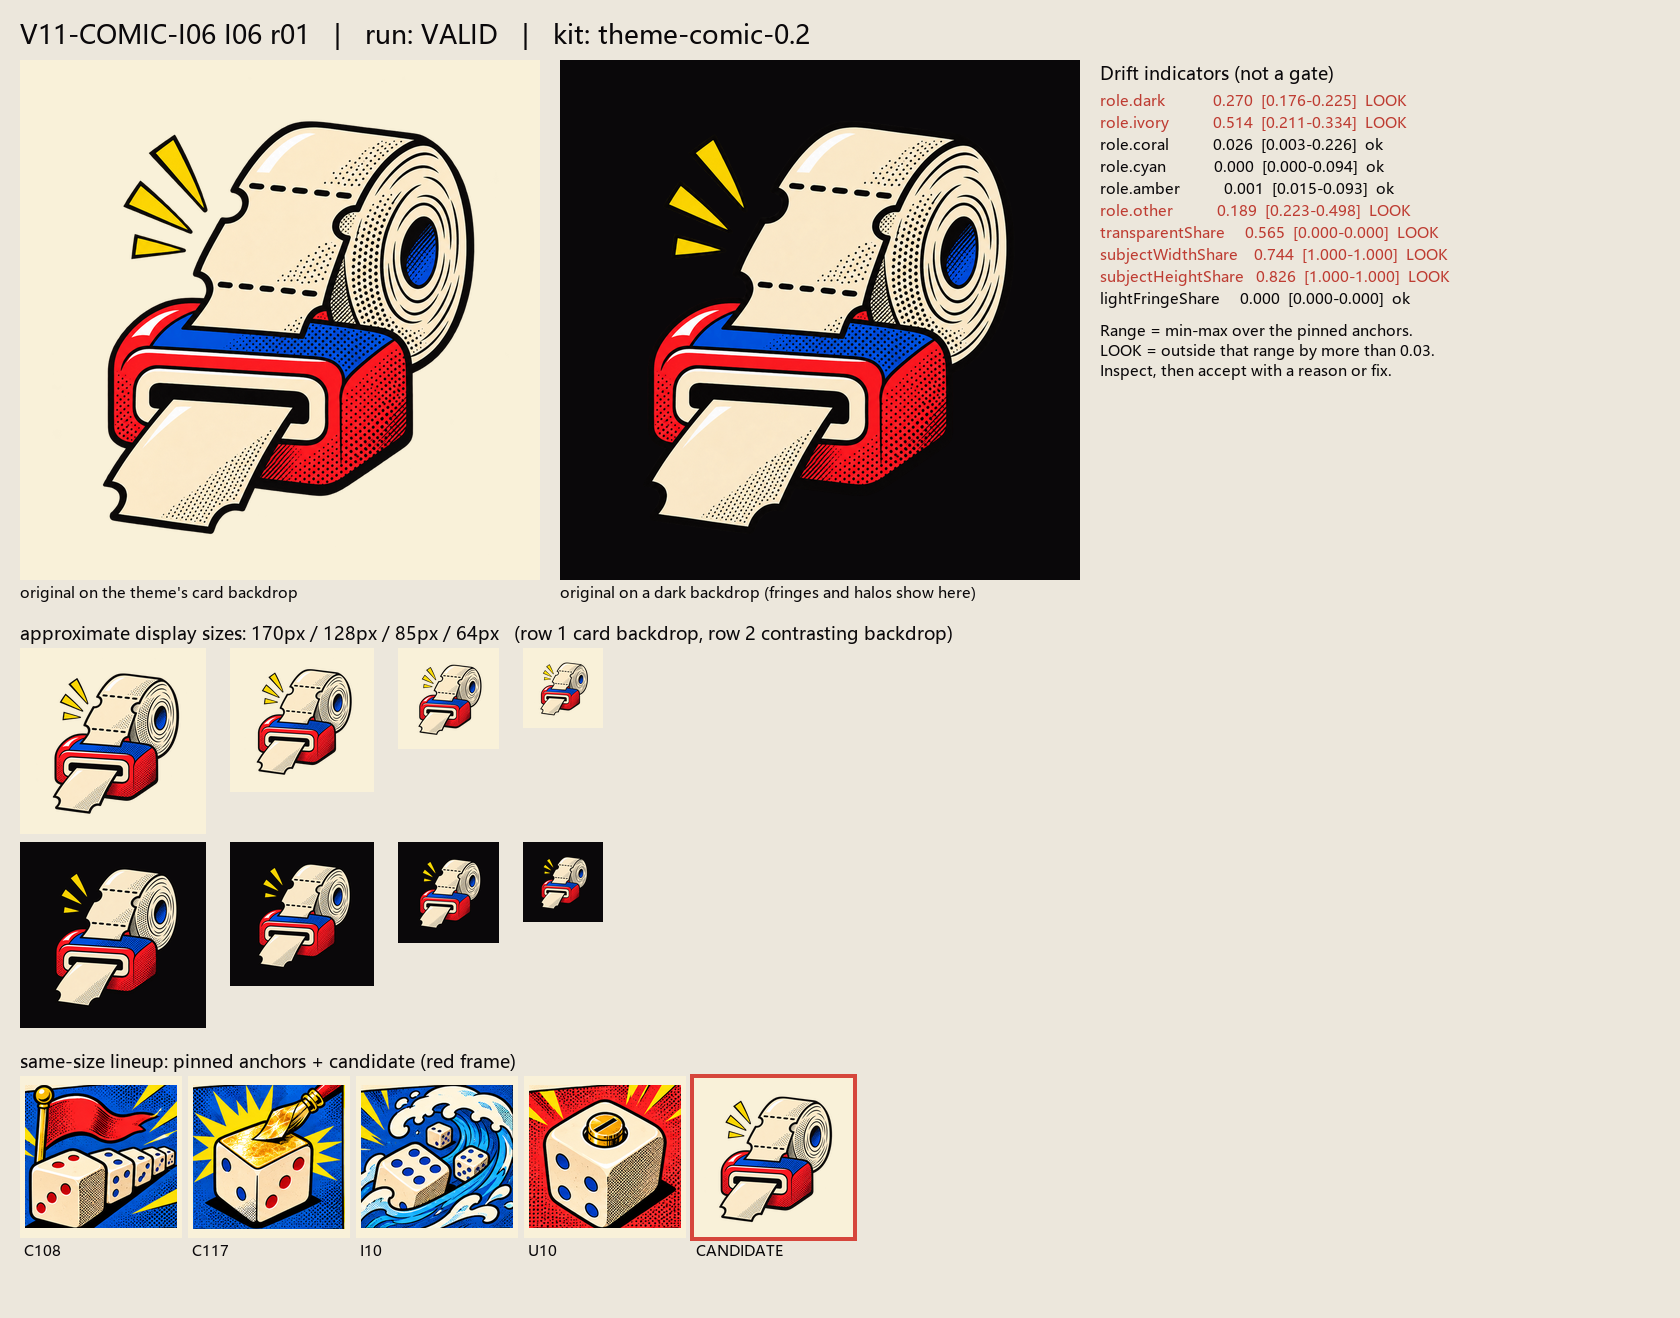 V11-COMIC-I06 I06 r01 | run: VALID | kit: theme-comic-0.2
Drift indicators (not a gate)
role.dark 0.270 [0.176-0.225] LOOK
role.ivory 0.514 [0.211-0.334] LOOK
role.coral 0.026 [0.003-0.226] ok
role.cyan 0.000 [0.000-0.094] ok
role.amber 0.001 [0.015-0.093] ok
role.other 0.189 [0.223-0.498] LOOK
transparentShare 0.565 [0.000-0.000] LOOK
subjectWidthShare 0.744 [1.000-1.000] LOOK
subjectHeightShare 0.826 [1.000-1.000] LOOK
lightFringeShare 0.000 [0.000-0.000] ok
Range = min-max over the pinned anchors.
LOOK = outside that range by more than 0.03.
Inspect, then accept with a reason or fix.
original on the theme's card backdrop
original on a dark backdrop (fringes and halos show here)
approximate display sizes: 170px / 128px / 85px / 64px (row 1 card backdrop, row 2 contrasting backdrop)
same-size lineup: pinned anchors + candidate (red frame)
C108
C117
I10
U10
CANDIDATE